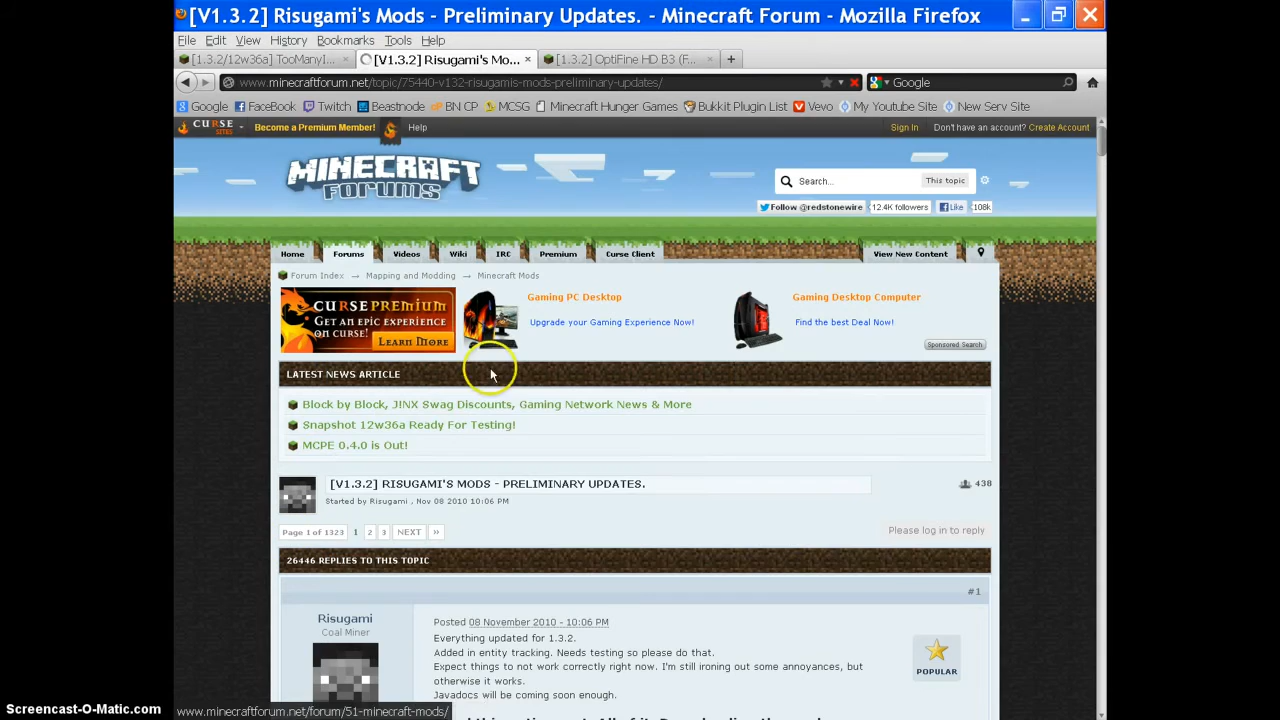 [V1.3.2] Risugami's Mods - Preliminary Updates. - Minecraft Forum - Mozilla Firefox
File Edit View History Bookmarks Tools Help
[1.3.2/12w36a] TooManyI... × [V1.3.2] Risugami's Mo... × [1.3.2] OptiFine HD B3 (F... × +
www.minecraftforum.net/topic/75440-v132-risugamis-mods-preliminary-updates/ Google
Google FaceBook Twitch Beastnode BN CP MCSG Minecraft Hunger Games Bukkit Plugin List Vevo My Youtube Site New Serv Site
CURSE SITES Become a Premium Member! Help Sign In Don't have an account? Create Account
MINECRAFT FORUMS
Search... This topic
Follow @redstonewire 12.4K followers Like 108k
Home Forums Videos Wiki IRC Premium Curse Client View New Content
Forum Index → Mapping and Modding → Minecraft Mods
CURSE PREMIUM
GET AN EPIC EXPERIENCE
ON CURSE! LEARN MORE
Gaming PC Desktop
Upgrade your Gaming Experience Now!
Gaming Desktop Computer
Find the best Deal Now!
Sponsored Search
LATEST NEWS ARTICLE
Block by Block, J!NX Swag Discounts, Gaming Network News & More
Snapshot 12w36a Ready For Testing!
MCPE 0.4.0 is Out!
[V1.3.2] RISUGAMI'S MODS - PRELIMINARY UPDATES. 438
Started by Risugami , Nov 08 2010 10:06 PM
Page 1 of 1323 1 2 3 NEXT » Please log in to reply
26446 REPLIES TO THIS TOPIC
#1
Risugami
Coal Miner
Posted 08 November 2010 - 10:06 PM
Everything updated for 1.3.2.
Added in entity tracking. Needs testing so please do that.
Expect things to not work correctly right now. I'm still ironing out some annoyances, but
otherwise it works.
Javadocs will be coming soon enough.
POPULAR
www.minecraftforum.net/forum/51-minecraft-mods/
Screencast-O-Matic.com